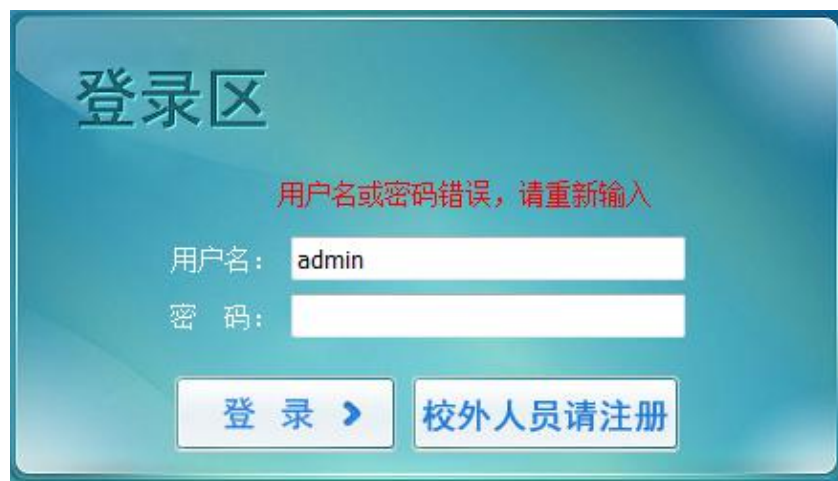 登录区
用户名或密码错误，请重新输入
用户名： admin
密 码：
登 录 校外人员请注册